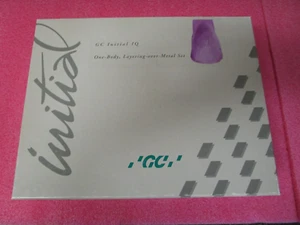 initial
GC Initial IQ
One Body, Layering-over-Metal Set
'GC'